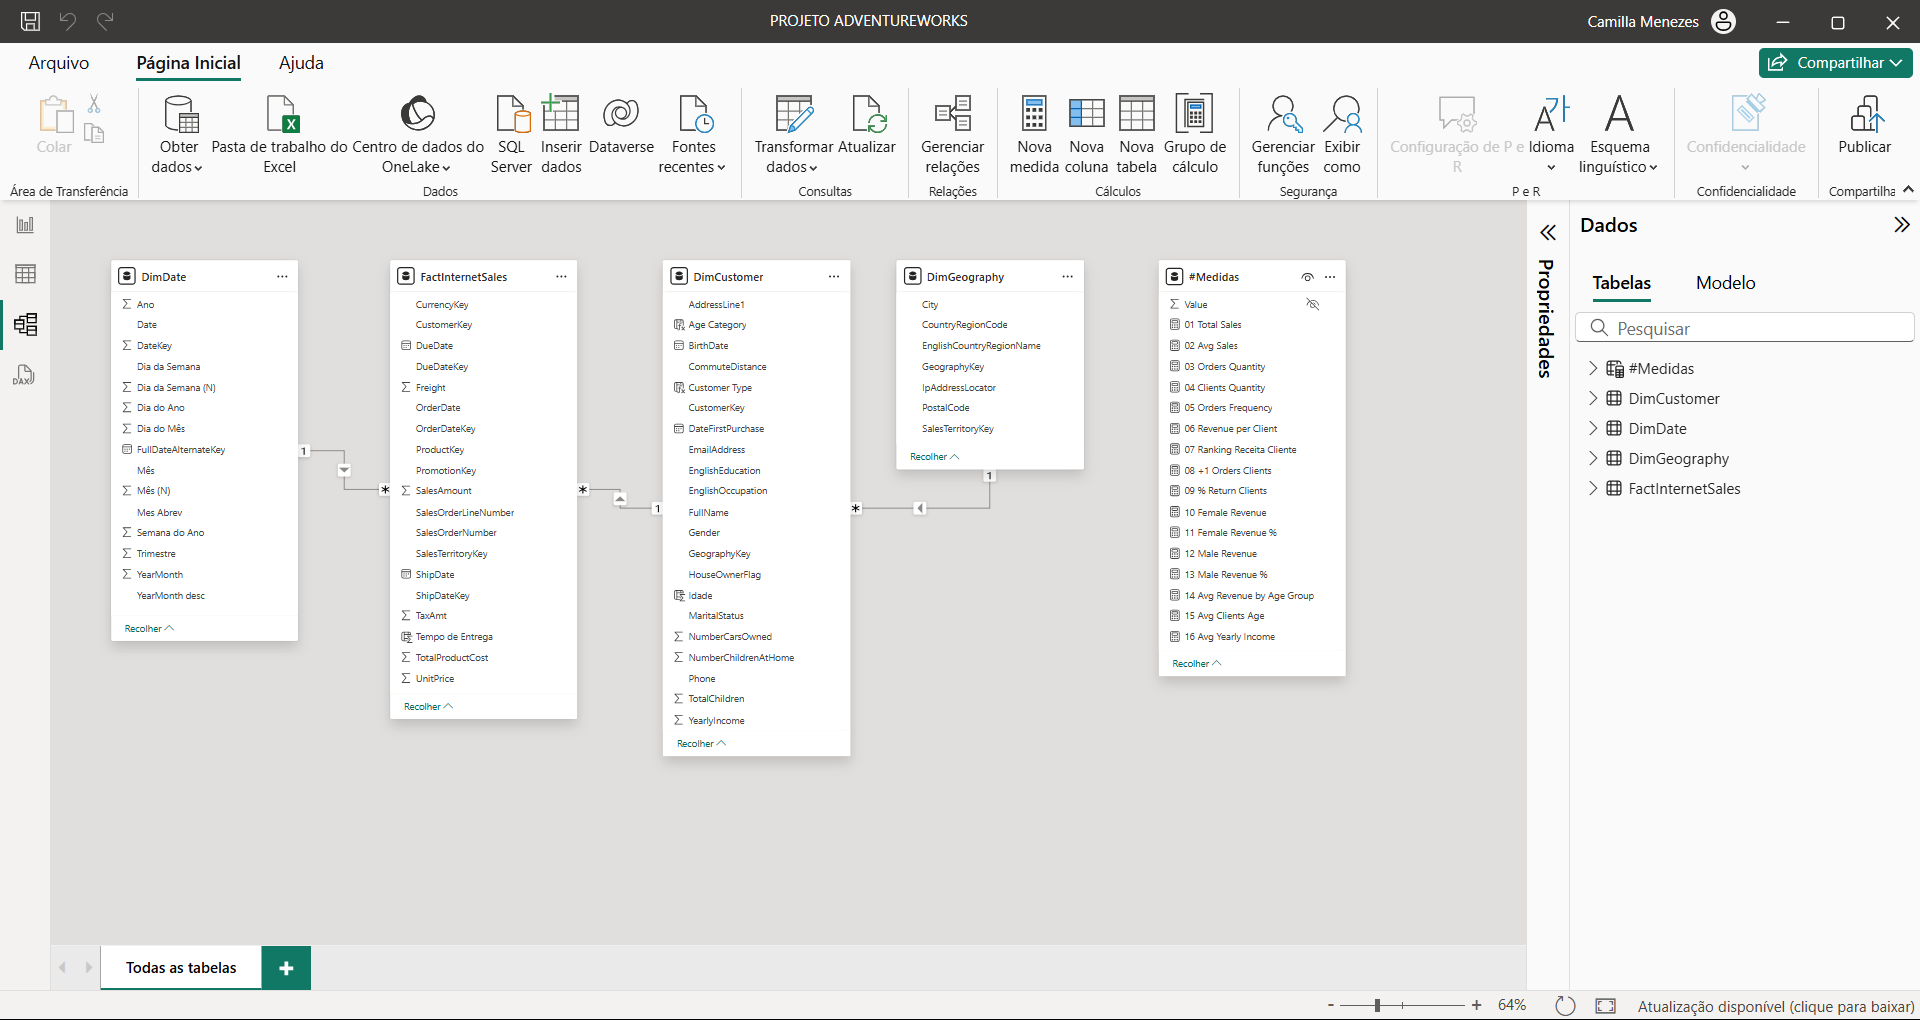 PROJETO ADVENTUREWORKS
Camilla Menezes
Arquivo
Página Inicial
Ajuda
Compartilhar
Colar
Área de Transferência
Obter dados
Pasta de trabalho do Excel
Centro de dados do OneLake
SQL Server
Inserir dados
Dataverse
Fontes recentes
Dados
Transformar dados
Atualizar
Consultas
Gerenciar relações
Relações
Nova medida
Nova coluna
Nova tabela
Grupo de cálculo
Cálculos
Gerenciar funções
Exibir como
Segurança
Configuração de P e R
Idioma
Esquema linguístico
P e R
Confidencialidade
Confidencialidade
Publicar
Compartilha
DimDate
Ano
Date
DateKey
Dia da Semana
Dia da Semana (N)
Dia do Ano
Dia do Mês
FullDateAlternateKey
Mês
Mês (N)
Mes Abrev
Semana do Ano
Trimestre
YearMonth
YearMonth desc
Recolher
1
*
FactInternetSales
CurrencyKey
CustomerKey
DueDate
DueDateKey
Freight
OrderDate
OrderDateKey
ProductKey
PromotionKey
SalesAmount
SalesOrderLineNumber
SalesOrderNumber
SalesTerritoryKey
ShipDate
ShipDateKey
TaxAmt
Tempo de Entrega
TotalProductCost
UnitPrice
Recolher
*
1
DimCustomer
AddressLine1
Age Category
BirthDate
CommuteDistance
Customer Type
CustomerKey
DateFirstPurchase
EmailAddress
EnglishEducation
EnglishOccupation
FullName
Gender
GeographyKey
HouseOwnerFlag
Idade
MaritalStatus
NumberCarsOwned
NumberChildrenAtHome
Phone
TotalChildren
YearlyIncome
Recolher
*
1
DimGeography
City
CountryRegionCode
EnglishCountryRegionName
GeographyKey
IpAddressLocator
PostalCode
SalesTerritoryKey
Recolher
#Medidas
Value
01 Total Sales
02 Avg Sales
03 Orders Quantity
04 Clients Quantity
05 Orders Frequency
06 Revenue per Client
07 Ranking Receita Cliente
08 +1 Orders Clients
09 % Return Clients
10 Female Revenue
11 Female Revenue %
12 Male Revenue
13 Male Revenue %
14 Avg Revenue by Age Group
15 Avg Clients Age
16 Avg Yearly Income
Recolher
Propriedades
Dados
Tabelas
Modelo
Pesquisar
#Medidas
DimCustomer
DimDate
DimGeography
FactInternetSales
DAX
Todas as tabelas
+
-
+
64%
Atualização disponível (clique para baixar)